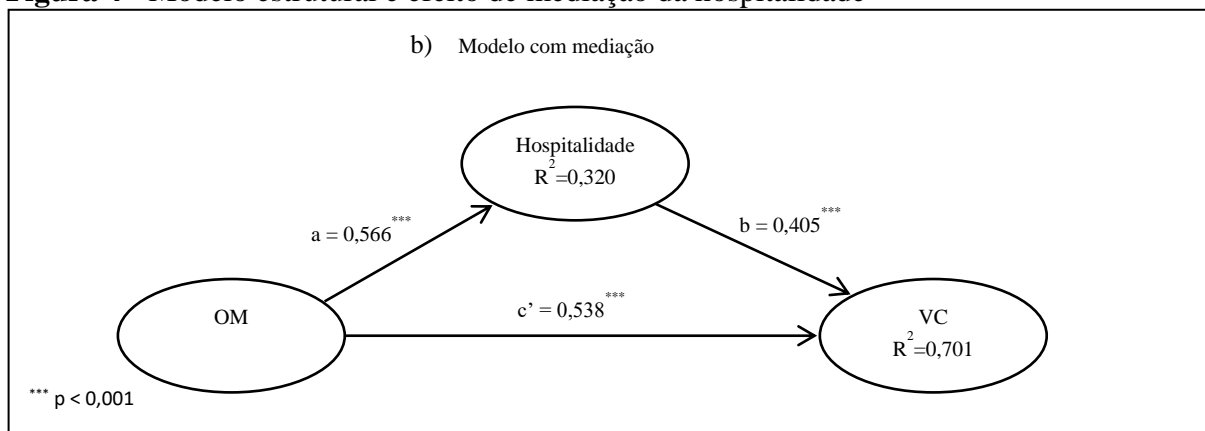 Figura 4 - Modelo estrutural e efeito de mediação da hospitalidade
b) Modelo com mediação
Hospitalidade
R²=0,320
a = 0,566***
b = 0,405***
OM
c’ = 0,538***
VC
R²=0,701
*** p < 0,001